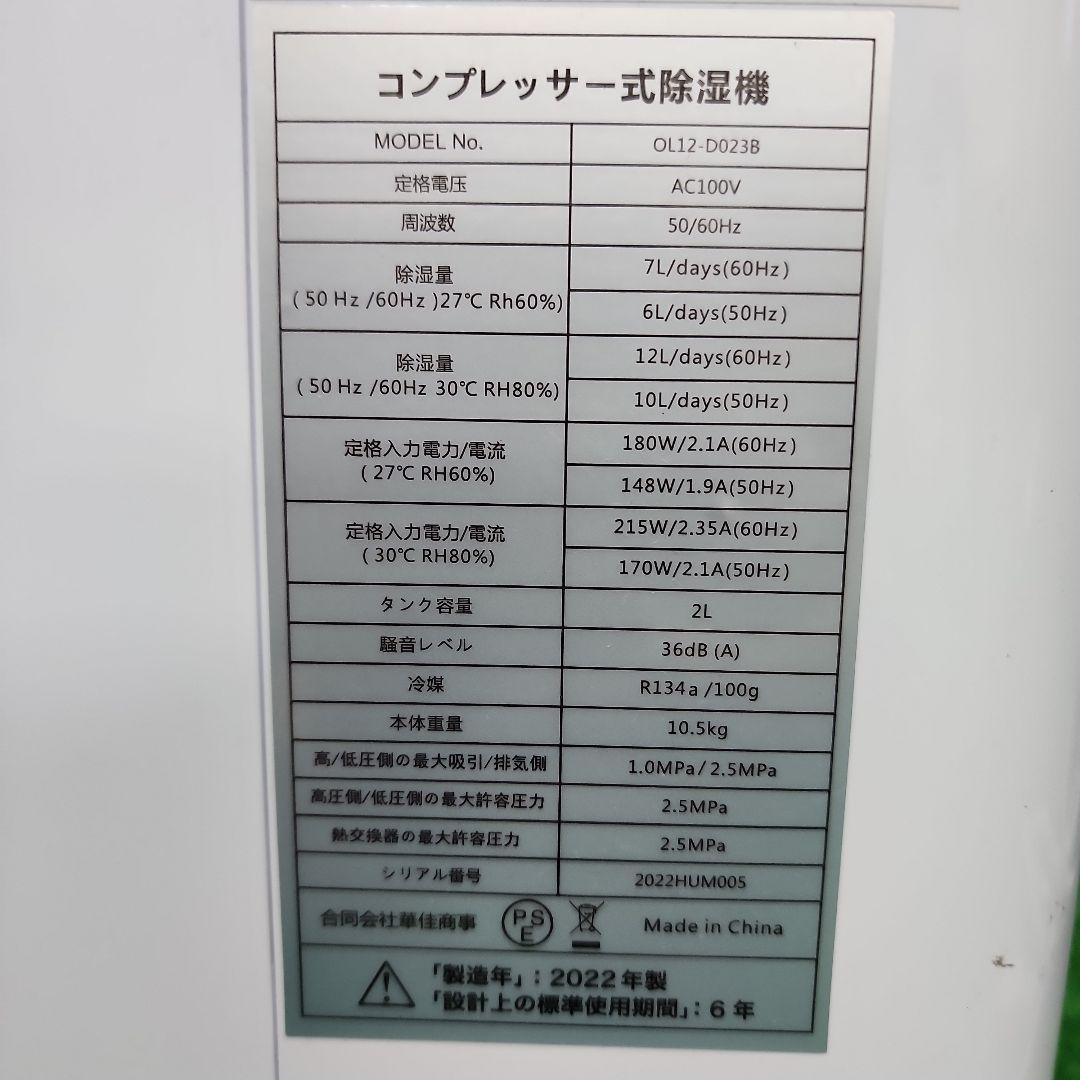 コンプレッサー式除湿機
MODEL No. OL12-D023B
定格電圧 AC100V
周波数 50/60Hz
除湿量
( 50 Hz /60Hz )27℃ Rh60%)
7L/days(60Hz)
6L/days(50Hz)
除湿量
( 50 Hz /60Hz 30℃ RH80%)
12L/days(60Hz)
10L/days(50Hz)
定格入力電力/電流
( 27℃ RH60%)
180W/2.1A(60Hz)
148W/1.9A(50Hz)
定格入力電力/電流
( 30℃ RH80%)
215W/2.35A(60Hz)
170W/2.1A(50Hz)
タンク容量 2L
騒音レベル 36dB (A)
冷媒 R134a /100g
本体重量 10.5kg
高/低圧側の最大吸引/排気側 1.0MPa/2.5MPa
高圧側/低圧側の最大許容圧力 2.5MPa
熱交換器の最大許容圧力 2.5MPa
シリアル番号 2022HUM005
合同会社華佳商事 PSE Made in China
「製造年」：2022年製
「設計上の標準使用期間」：6年